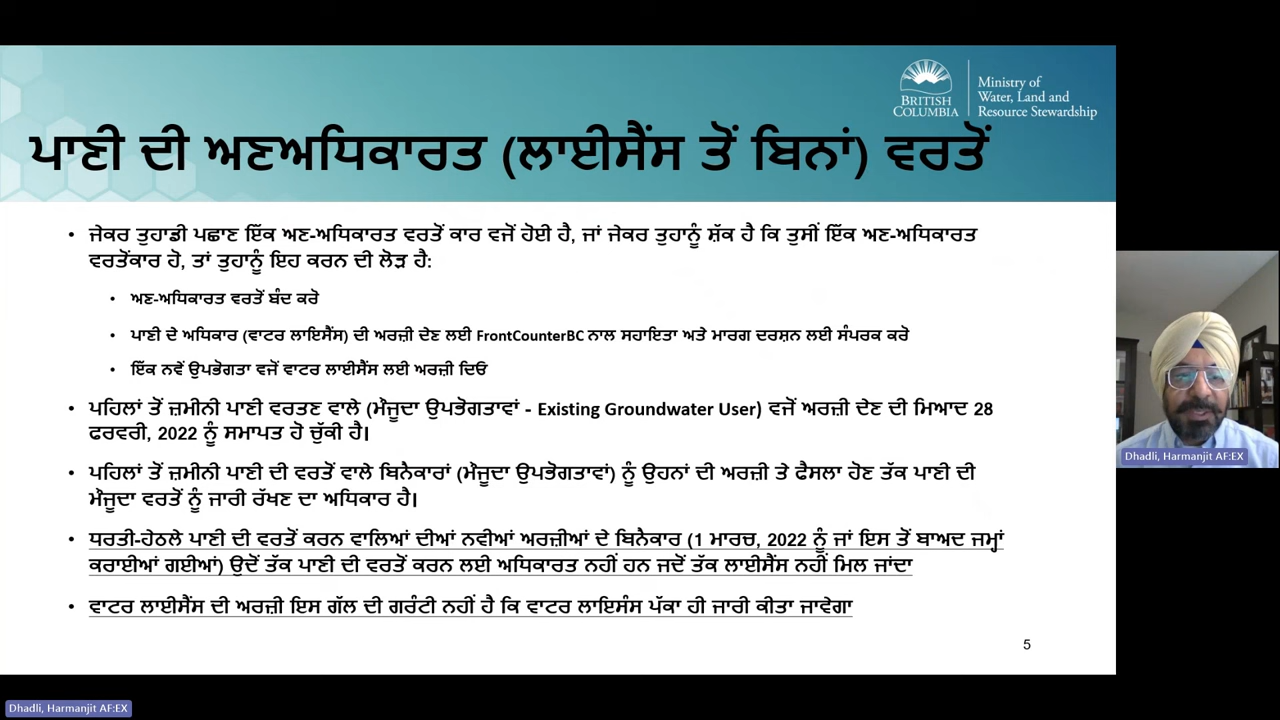 BRITISH
COLUMBIA
Ministry of
Water, Land and
Resource Stewardship
ਪਾਣੀ ਦੀ ਅਣਅਧਿਕਾਰਤ (ਲਾਈਸੈਂਸ ਤੋਂ ਬਿਨਾਂ) ਵਰਤੋਂ
• ਜੇਕਰ ਤੁਹਾਡੀ ਪਛਾਣ ਇੱਕ ਅਣ-ਅਧਿਕਾਰਤ ਵਰਤੋਂ ਕਾਰ ਵਜੋਂ ਹੋਈ ਹੈ, ਜਾਂ ਜੇਕਰ ਤੁਹਾਨੂੰ ਸ਼ੱਕ ਹੈ ਕਿ ਤੁਸੀਂ ਇੱਕ ਅਣ-ਅਧਿਕਾਰਤ
ਵਰਤੋਂਕਾਰ ਹੋ, ਤਾਂ ਤੁਹਾਨੂੰ ਇਹ ਕਰਨ ਦੀ ਲੋੜ ਹੈ:
• ਅਣ-ਅਧਿਕਾਰਤ ਵਰਤੋਂ ਬੰਦ ਕਰੋ
• ਪਾਣੀ ਦੇ ਅਧਿਕਾਰ (ਵਾਟਰ ਲਾਇਸੈਂਸ) ਦੀ ਅਰਜ਼ੀ ਦੇਣ ਲਈ FrontCounterBC ਨਾਲ ਸਹਾਇਤਾ ਅਤੇ ਮਾਰਗ ਦਰਸ਼ਨ ਲਈ ਸੰਪਰਕ ਕਰੋ
• ਇੱਕ ਨਵੇਂ ਉਪਭੋਗਤਾ ਵਜੋਂ ਵਾਟਰ ਲਾਈਸੈਂਸ ਲਈ ਅਰਜ਼ੀ ਦਿਓ
• ਪਹਿਲਾਂ ਤੋਂ ਜ਼ਮੀਨੀ ਪਾਣੀ ਵਰਤਣ ਵਾਲੇ (ਮੌਜੂਦਾ ਉਪਭੋਗਤਾਵਾਂ - Existing Groundwater User) ਵਜੋਂ ਅਰਜ਼ੀ ਦੇਣ ਦੀ ਮਿਆਦ 28
ਫਰਵਰੀ, 2022 ਨੂੰ ਸਮਾਪਤ ਹੋ ਚੁੱਕੀ ਹੈ।
• ਪਹਿਲਾਂ ਤੋਂ ਜ਼ਮੀਨੀ ਪਾਣੀ ਦੀ ਵਰਤੋਂ ਵਾਲੇ ਬਿਨੈਕਾਰਾਂ (ਮੌਜੂਦਾ ਉਪਭੋਗਤਾਵਾਂ) ਨੂੰ ਉਹਨਾਂ ਦੀ ਅਰਜ਼ੀ ਤੇ ਫੈਸਲਾ ਹੋਣ ਤੱਕ ਪਾਣੀ ਦੀ
ਮੌਜੂਦਾ ਵਰਤੋਂ ਨੂੰ ਜਾਰੀ ਰੱਖਣ ਦਾ ਅਧਿਕਾਰ ਹੈ।
• ਧਰਤੀ-ਹੇਠਲੇ ਪਾਣੀ ਦੀ ਵਰਤੋਂ ਕਰਨ ਵਾਲਿਆਂ ਦੀਆਂ ਨਵੀਆਂ ਅਰਜ਼ੀਆਂ ਦੇ ਬਿਨੈਕਾਰ (1 ਮਾਰਚ, 2022 ਨੂੰ ਜਾਂ ਇਸ ਤੋਂ ਬਾਅਦ ਜਮ੍ਹਾਂ
ਕਰਾਈਆਂ ਗਈਆਂ) ਉਦੋਂ ਤੱਕ ਪਾਣੀ ਦੀ ਵਰਤੋਂ ਕਰਨ ਲਈ ਅਧਿਕਾਰਤ ਨਹੀਂ ਹਨ ਜਦੋਂ ਤੱਕ ਲਾਈਸੈਂਸ ਨਹੀਂ ਮਿਲ ਜਾਂਦਾ
• ਵਾਟਰ ਲਾਈਸੈਂਸ ਦੀ ਅਰਜ਼ੀ ਇਸ ਗੱਲ ਦੀ ਗਰੰਟੀ ਨਹੀਂ ਹੈ ਕਿ ਵਾਟਰ ਲਾਇਸੰਸ ਪੱਕਾ ਹੀ ਜਾਰੀ ਕੀਤਾ ਜਾਵੇਗਾ
5
Dhadli, Harmanjit AF:EX
Dhadli, Harmanjit AF:EX